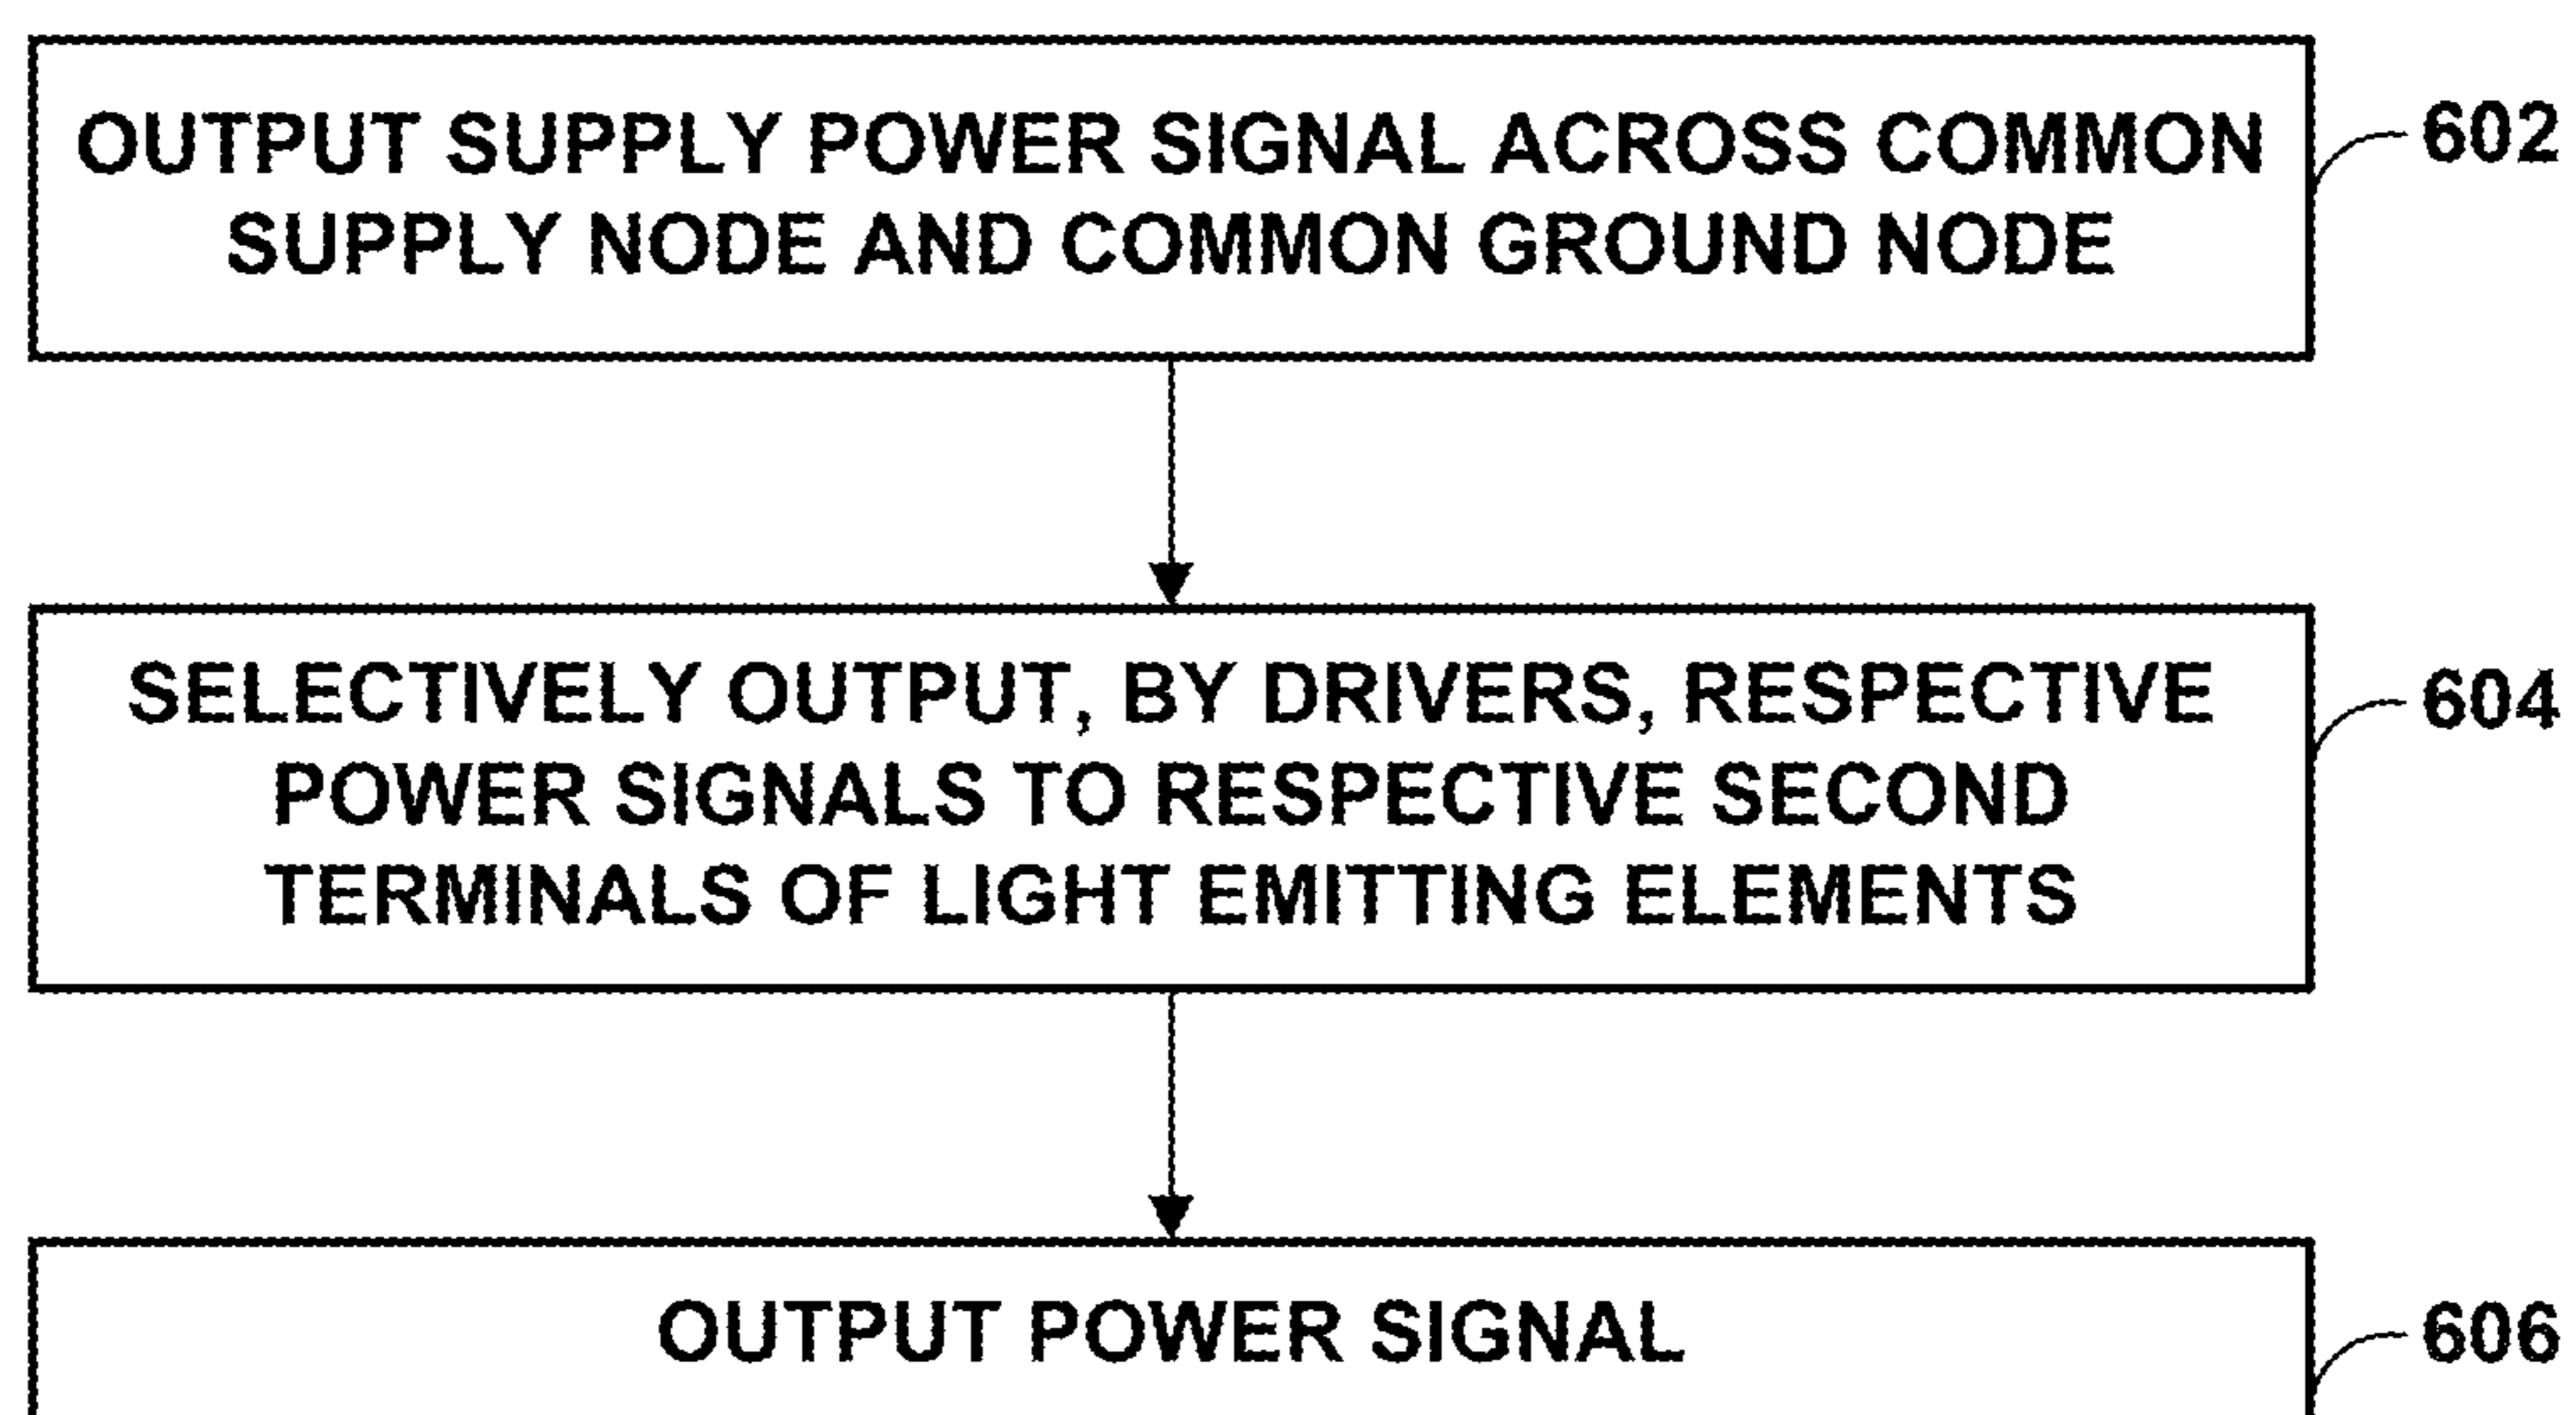 OUTPUT SUPPLY POWER SIGNAL ACROSS COMMON
SUPPLY NODE AND COMMON GROUND NODE
602
SELECTIVELY OUTPUT, BY DRIVERS, RESPECTIVE
POWER SIGNALS TO RESPECTIVE SECOND
TERMINALS OF LIGHT EMITTING ELEMENTS
604
OUTPUT POWER SIGNAL
606